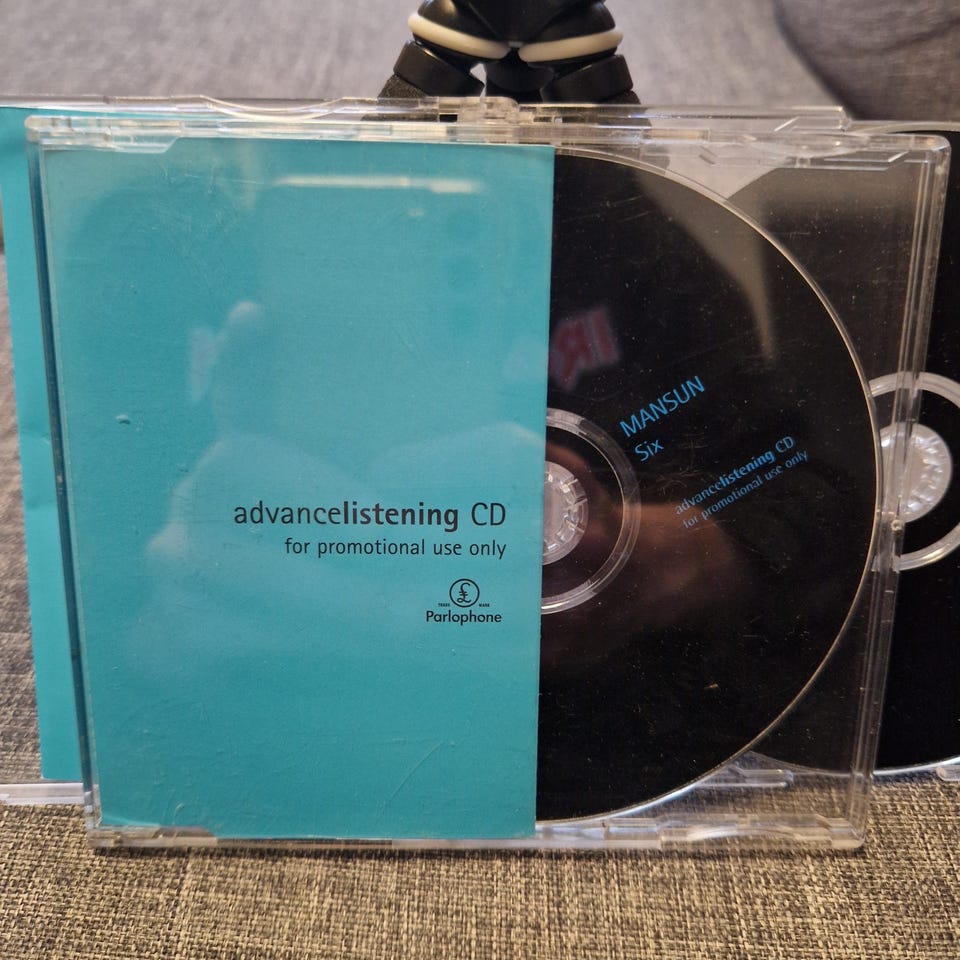 advancelistening CD
for promotional use only
TRADE £ MARK
Parlophone
MANSUN
Six
advancelistening CD
for promotional use only